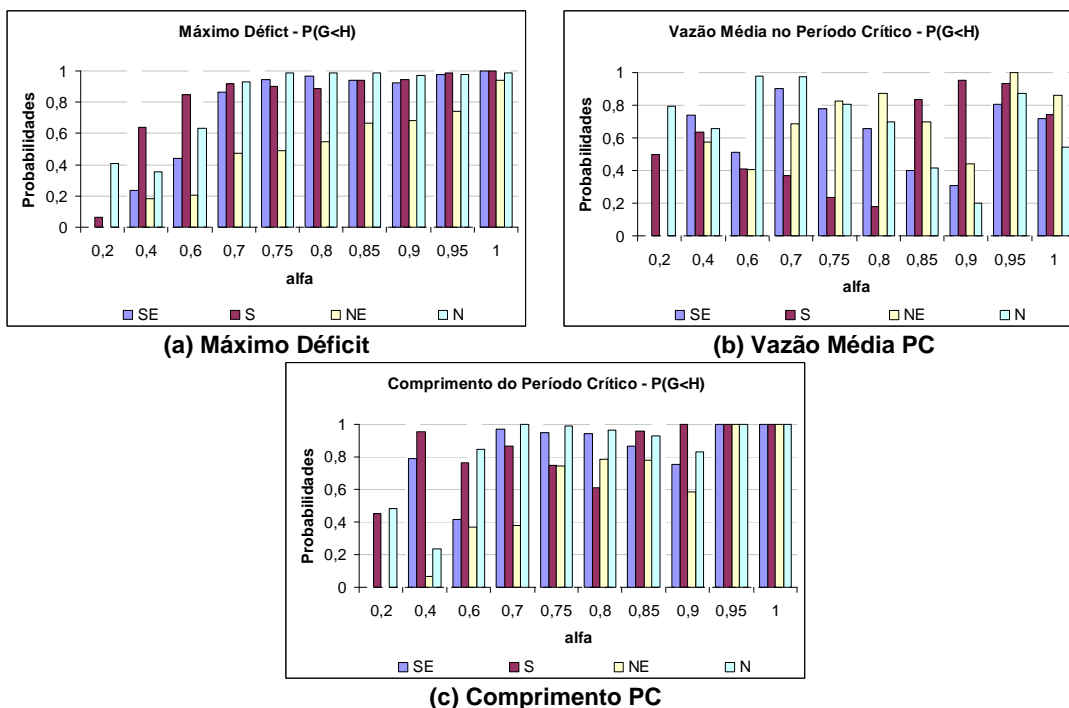 Máximo Défict - P(G<H)
Probabilidades
1
0,8
0,6
0,4
0,2
0
0,2 0,4 0,6 0,7 0,75 0,8 0,85 0,9 0,95 1
alfa
SE S NE N
(a) Máximo Déficit
Vazão Média no Período Crítico - P(G<H)
Probabilidades
1
0,8
0,6
0,4
0,2
0
0,2 0,4 0,6 0,7 0,75 0,8 0,85 0,9 0,95 1
alfa
SE S NE N
(b) Vazão Média PC
Comprimento do Período Crítico - P(G<H)
Probabilidades
1
0,8
0,6
0,4
0,2
0
0,2 0,4 0,6 0,7 0,75 0,8 0,85 0,9 0,95 1
alfa
SE S NE N
(c) Comprimento PC